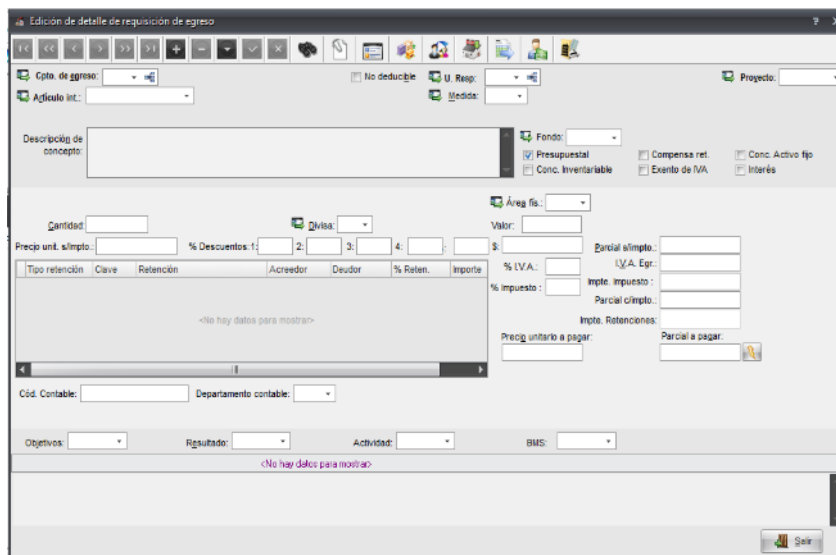 Edición de detalle de requisición de egreso
Cpto. de egreso: No deducible U. Resp: Proyecto:
Artículo int.: Medida:
Descripción de concepto: Fondo:
Presupuestal Compensa ret. Conc. Activo fijo
Conc. Inventariable Exento de IVA Interés
Área fís.:
Cantidad: Divisa: Valor:
Precio unit. s/impto.: % Descuentos: 1: 2: 3: 4: $: Parcial s/impto.:
Tipo retención Clave Retención Acreedor Deudor % Reten. Importe
% I.V.A.: I.V.A. Egr.:
% Impuesto : Impte. Impuesto :
Parcial c/impto.:
<No hay datos para mostrar>
Impte. Retenciones:
Precio unitario a pagar: Parcial a pagar:
Cód. Contable: Departamento contable:
Objetivos: Resultado: Actividad: BMS:
<No hay datos para mostrar>
Salir